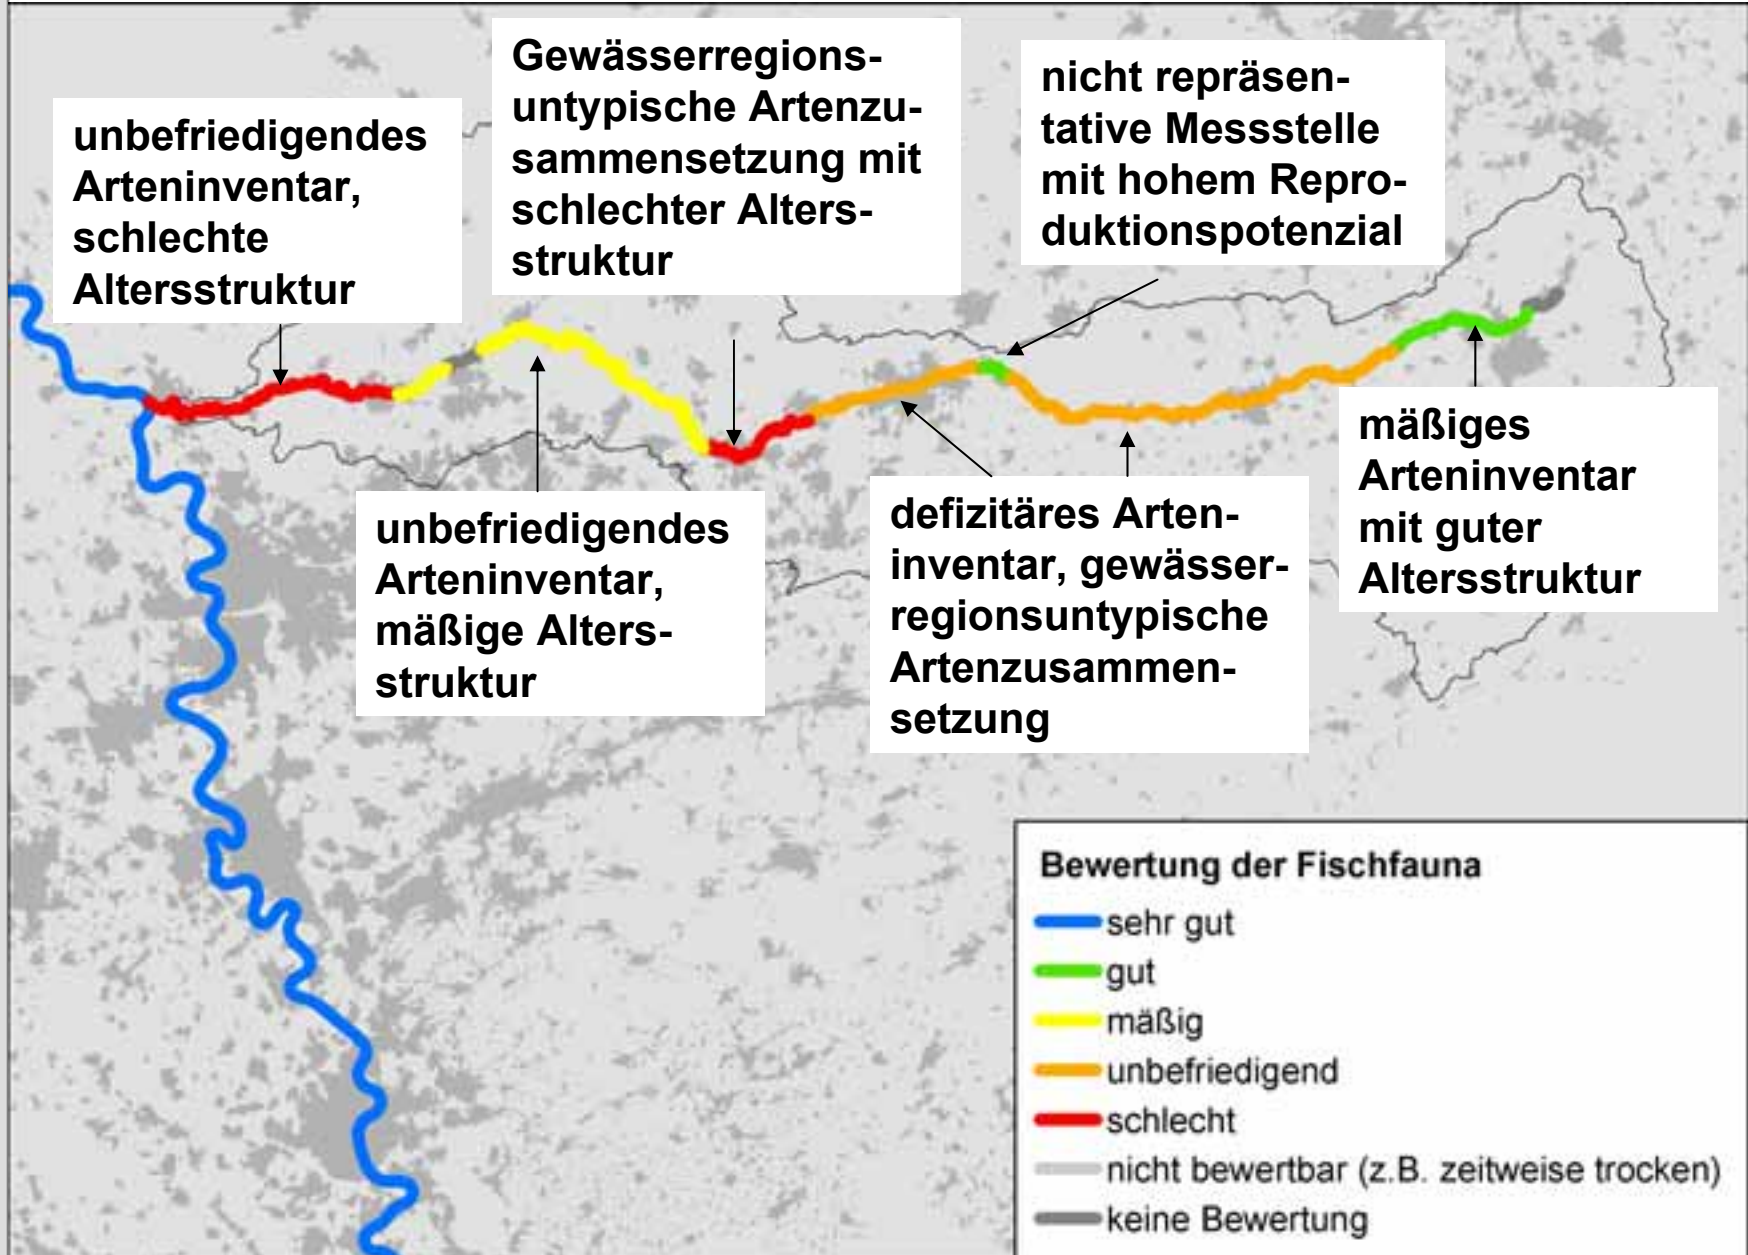 unbefriedigendes
Arteninventar,
schlechte
Altersstruktur
Gewässerregions-
untypische Artenzu-
sammensetzung mit
schlechter Alters-
struktur
nicht repräsen-
tative Messstelle
mit hohem Repro-
duktionspotenzial
unbefriedigendes
Arteninventar,
mäßige Alters-
struktur
defizitäres Arten-
inventar, gewässer-
regionsuntypische
Artenzusammen-
setzung
mäßiges
Arteninventar
mit guter
Altersstruktur
Bewertung der Fischfauna
sehr gut
gut
mäßig
unbefriedigend
schlecht
nicht bewertbar (z.B. zeitweise trocken)
keine Bewertung